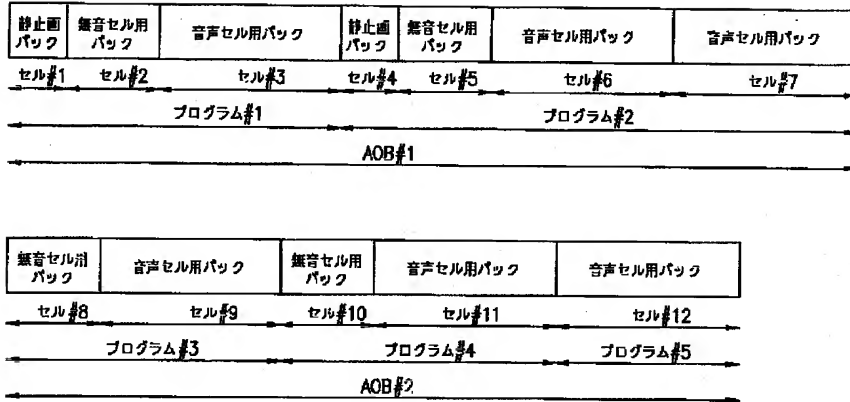 静止画 無音セル用 音声セル用パック 静止画 無音セル用 音声セル用パック 音声セル用パック
パック パック パック パック
セル#1 セル#2 セル#3 セル#4 セル#5 セル#6 セル#7
プログラム#1 プログラム#2
AOB#1
無音セル用 音声セル用パック 無音セル用 音声セル用パック 音声セル用パック
パック パック
セル#8 セル#9 セル#10 セル#11 セル#12
プログラム#3 プログラム#4 プログラム#5
AOB#2